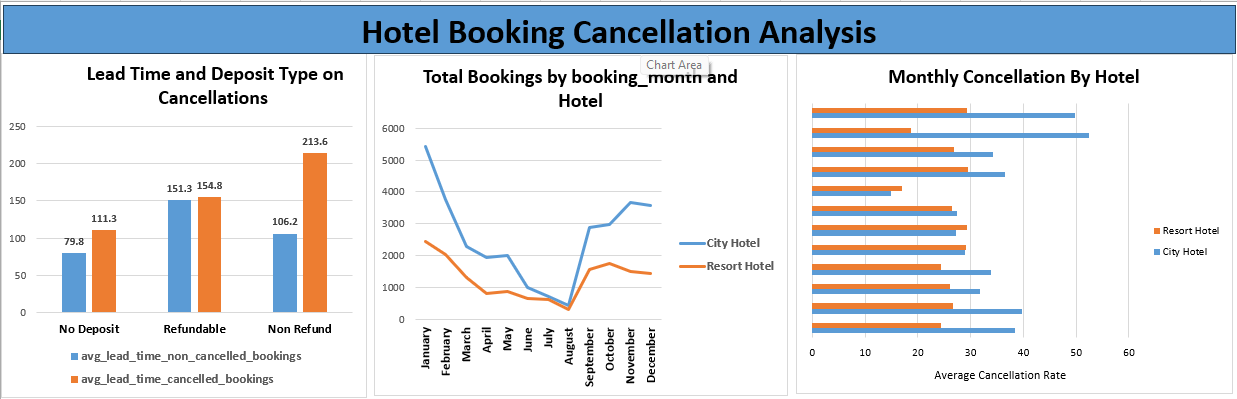 Hotel Booking Cancellation Analysis
Lead Time and Deposit Type on
Cancellations
250
200
150
100
50
0
79.8
111.3
151.3
154.8
106.2
213.6
No Deposit
Refundable
Non Refund
avg_lead_time_non_cancelled_bookings
avg_lead_time_cancelled_bookings
Chart Area
Total Bookings by booking_month and
Hotel
6000
5000
4000
3000
2000
1000
0
January
February
March
April
May
June
July
August
September
October
November
December
City Hotel
Resort Hotel
Monthly Concellation By Hotel
0
10
20
30
40
50
60
Average Cancellation Rate
Resort Hotel
City Hotel